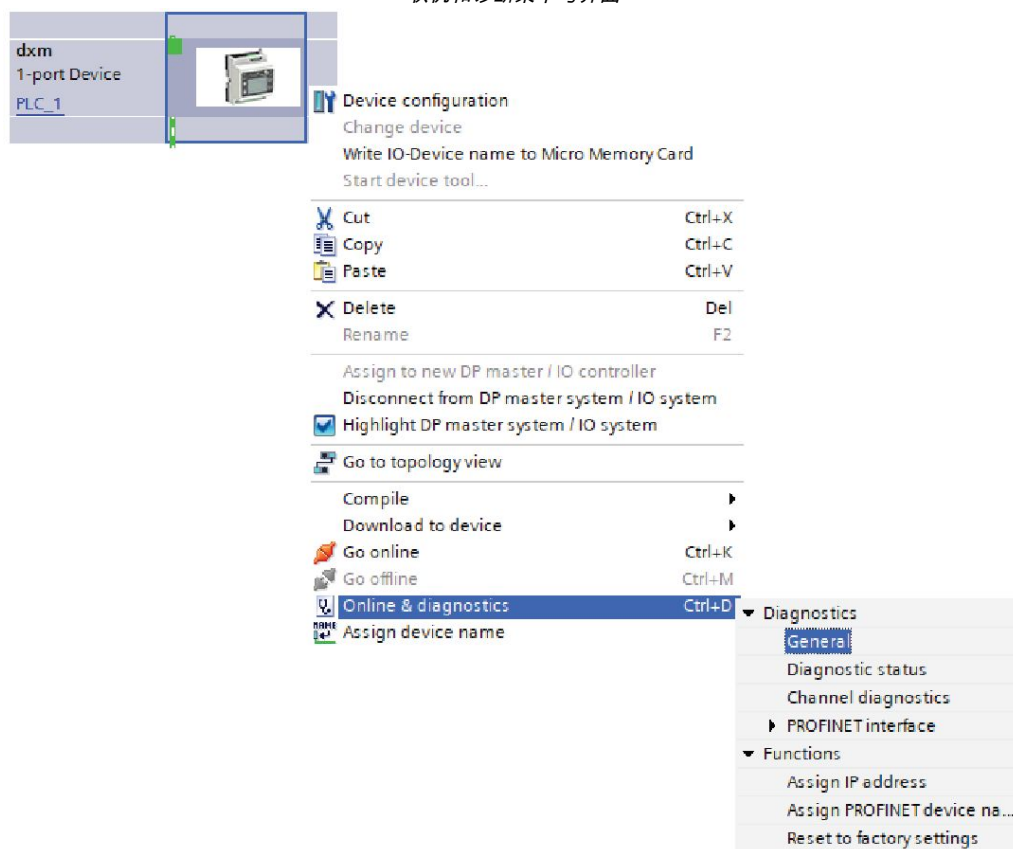 dxm
1-port Device
PLC_1
Device configuration
Change device
Write IO-Device name to Micro Memory Card
Start device tool...
Cut Ctrl+X
Copy Ctrl+C
Paste Ctrl+V
Delete Del
Rename F2
Assign to new DP master / IO controller
Disconnect from DP master system / IO system
Highlight DP master system / IO system
Go to topology view
Compile
Download to device
Go online Ctrl+K
Go offline Ctrl+M
Online & diagnostics Ctrl+D
NAME Assign device name
Diagnostics
General
Diagnostic status
Channel diagnostics
PROFINET interface
Functions
Assign IP address
Assign PROFINET device na...
Reset to factory settings